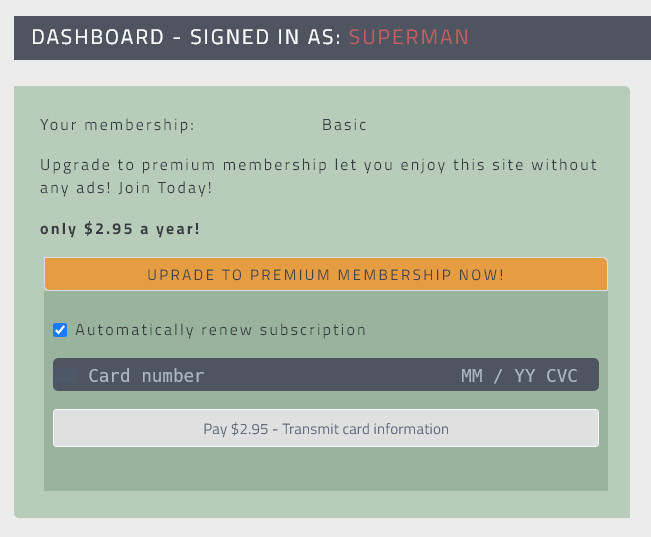 DASHBOARD - SIGNED IN AS: SUPERMAN
Your membership: Basic
Upgrade to premium membership let you enjoy this site without
any ads! Join Today!
only $2.95 a year!
UPRADE TO PREMIUM MEMBERSHIP NOW!
Automatically renew subscription
Card number MM / YY CVC
Pay $2.95 - Transmit card information